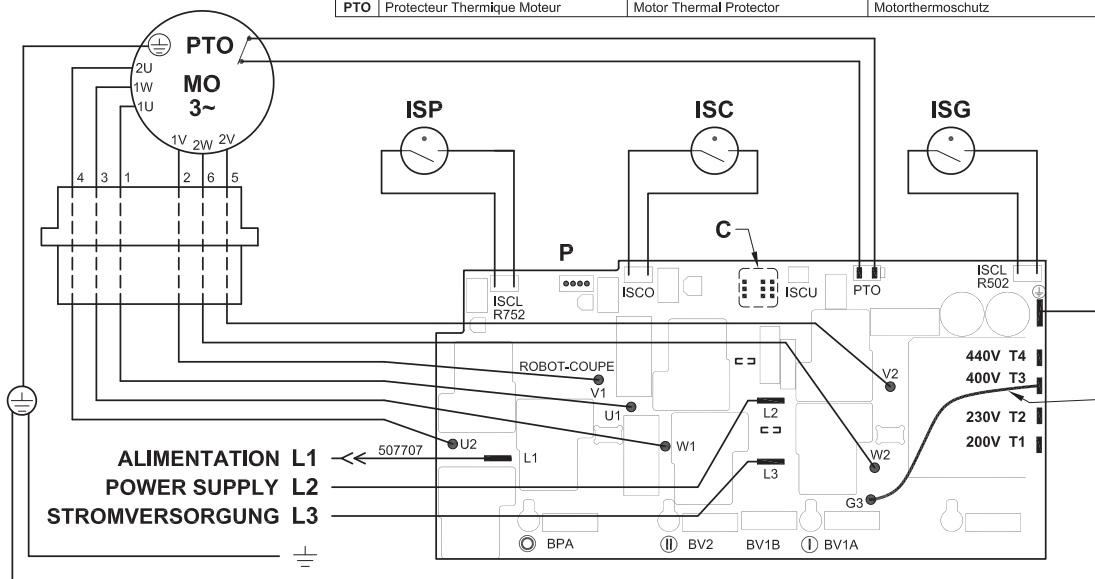 PTO Protecteur Thermique Moteur Motor Thermal Protector Motorthermoschutz
PTO
MO
3~
2U
1W
1U
1V 2W 2V
4 3 1 2 6 5
ISP
ISC
ISG
C
P
ISCL
R752
ISCO
ISCU
PTO
ISCL
R502
440V T4
400V T3
230V T2
200V T1
ROBOT-COUPE
V1
V2
U1
L2
U2
W1
W2
ALIMENTATION L1
507707
L1
POWER SUPPLY L2
L3
STROMVERSORGUNG L3
G3
BPA
II BV2
BV1B
I BV1A